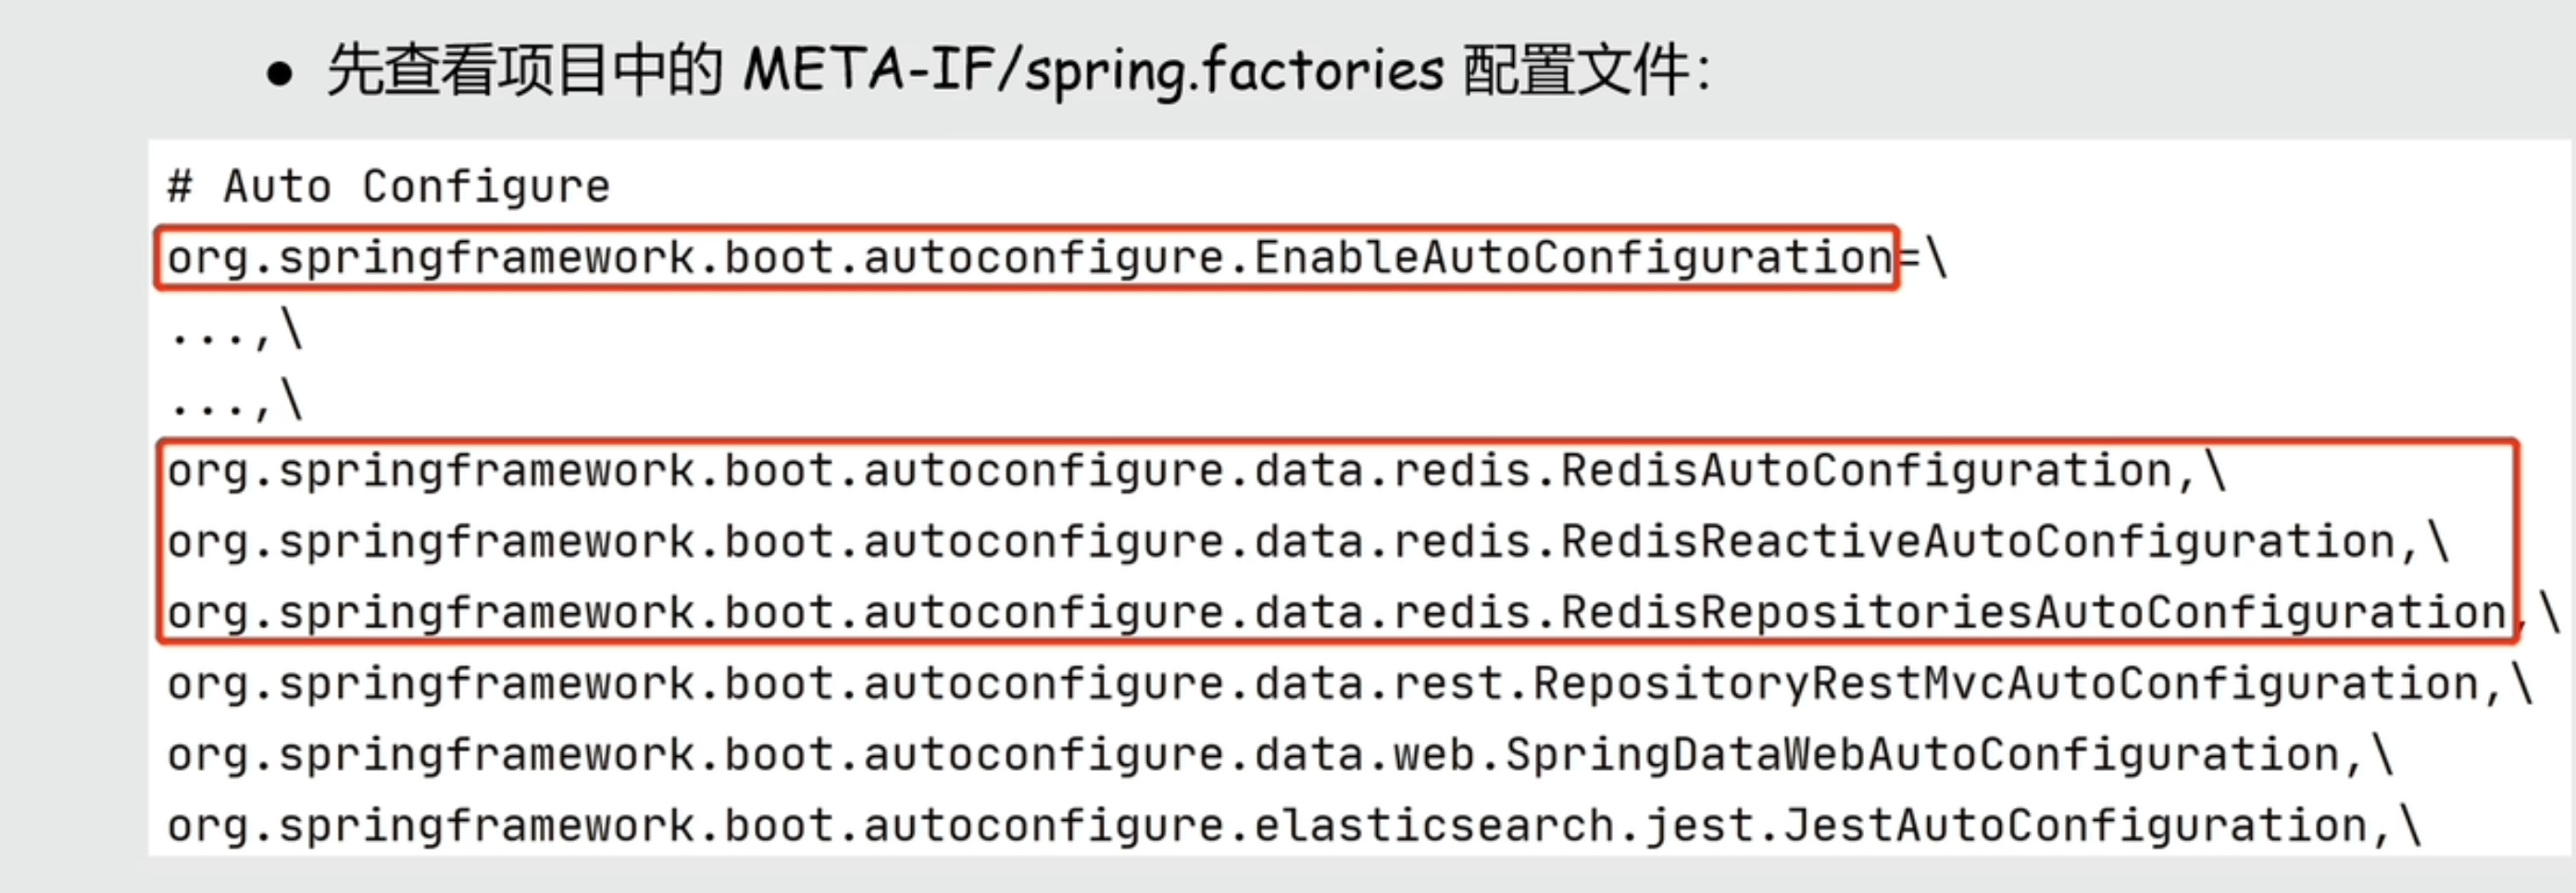 ● 先查看项目中的 META-IF/spring.factories 配置文件：
# Auto Configure
org.springframework.boot.autoconfigure.EnableAutoConfiguration=\
...,\
...,\
org.springframework.boot.autoconfigure.data.redis.RedisAutoConfiguration,\
org.springframework.boot.autoconfigure.data.redis.RedisReactiveAutoConfiguration,\
org.springframework.boot.autoconfigure.data.redis.RedisRepositoriesAutoConfiguration,\
org.springframework.boot.autoconfigure.data.rest.RepositoryRestMvcAutoConfiguration,\
org.springframework.boot.autoconfigure.data.web.SpringDataWebAutoConfiguration,\
org.springframework.boot.autoconfigure.elasticsearch.jest.JestAutoConfiguration,\